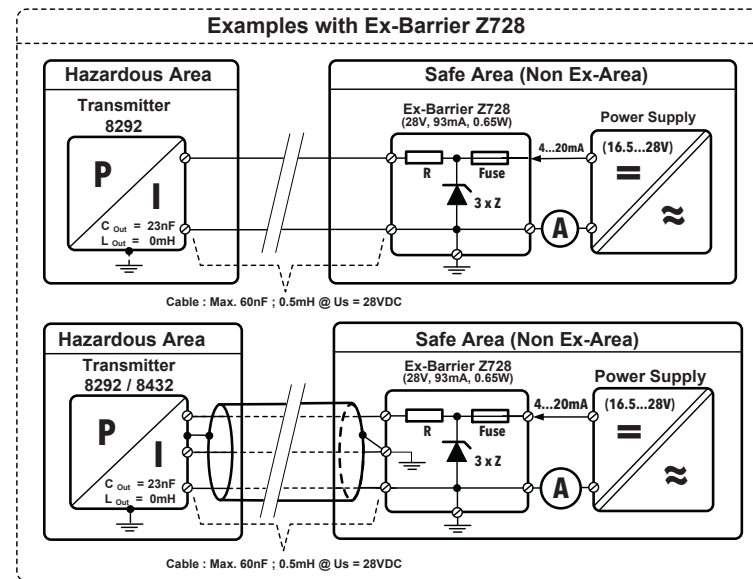 Examples with Ex-Barrier Z728
Hazardous Area
Safe Area (Non Ex-Area)
Transmitter
8292
P
I
C Out = 23nF
L Out = 0mH
Ex-Barrier Z728
(28V, 93mA, 0.65W)
R
Fuse
3 x Z
4...20mA
A
Power Supply
(16.5...28V)
=
≈
Cable : Max. 60nF ; 0.5mH @ Us = 28VDC
Hazardous Area
Safe Area (Non Ex-Area)
Transmitter
8292 / 8432
P
I
C Out = 23nF
L Out = 0mH
Ex-Barrier Z728
(28V, 93mA, 0.65W)
R
Fuse
3 x Z
4...20mA
A
Power Supply
(16.5...28V)
=
≈
Cable : Max. 60nF ; 0.5mH @ Us = 28VDC